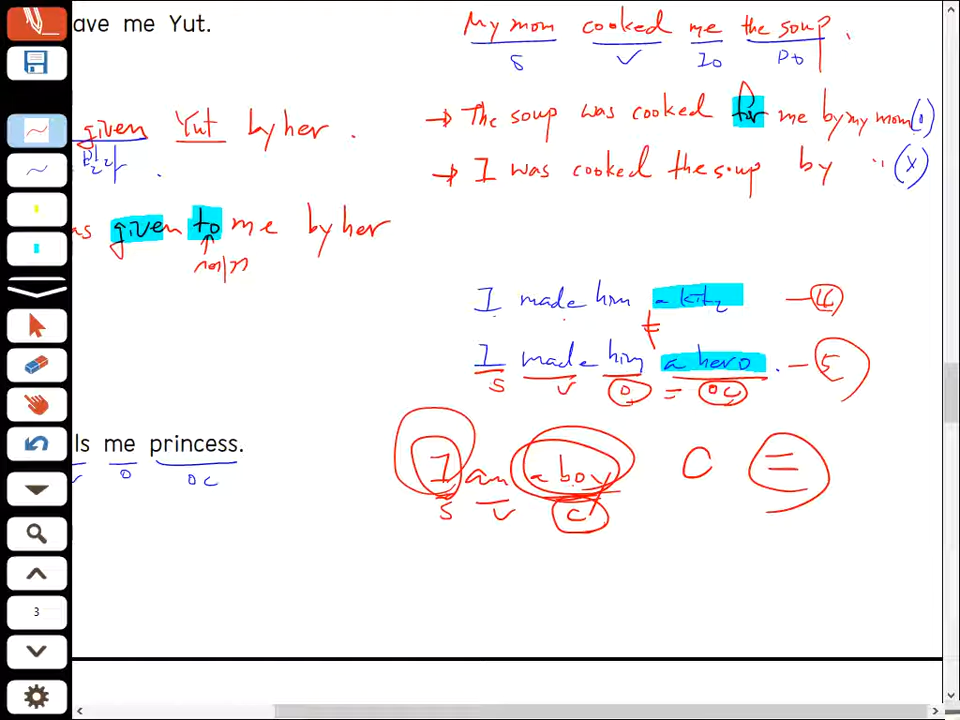 ave me Yut.
My mom cooked me the soup.
S V IO DO
given Yut by her.
→ The soup was cooked for me by my mom (O)
→ I was cooked the soup by " (X)
as given to me by her
I made him a kite - 4
≠
I made him a hero. - 5
S V O = OC
ls me princess.
V O OC
I am a boy C =
S V C
3